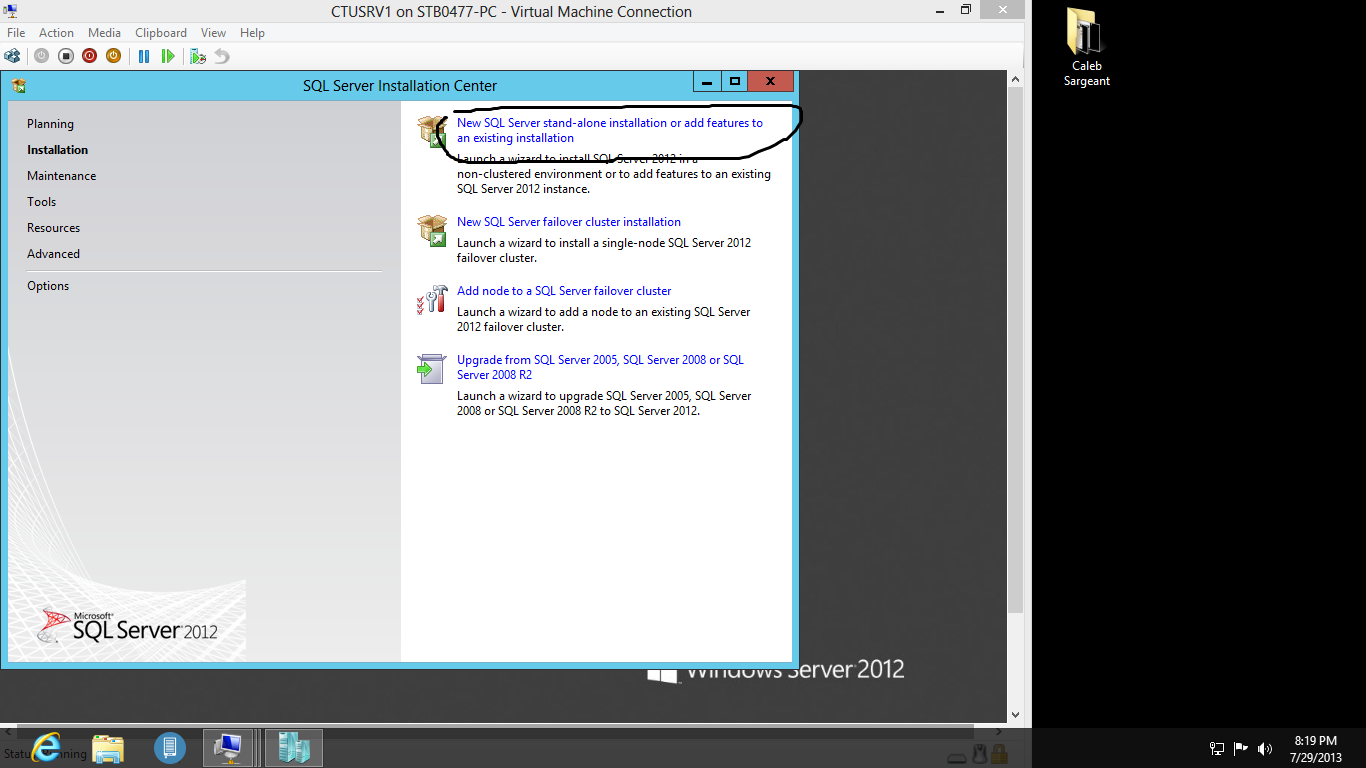 CTUSRV1 on STB0477-PC - Virtual Machine Connection
File Action Media Clipboard View Help
SQL Server Installation Center
Planning
Installation
Maintenance
Tools
Resources
Advanced
Options
New SQL Server stand-alone installation or add features to
an existing installation
Launch a wizard to install SQL Server 2012 in a
non-clustered environment or to add features to an existing
SQL Server 2012 instance.
New SQL Server failover cluster installation
Launch a wizard to install a single-node SQL Server 2012
failover cluster.
Add node to a SQL Server failover cluster
Launch a wizard to add a node to an existing SQL Server
2012 failover cluster.
Upgrade from SQL Server 2005, SQL Server 2008 or SQL
Server 2008 R2
Launch a wizard to upgrade SQL Server 2005, SQL Server
2008 or SQL Server 2008 R2 to SQL Server 2012.
Microsoft®
SQL Server® 2012
Windows Server® 2012
Caleb
Sargeant
8:19 PM
7/29/2013